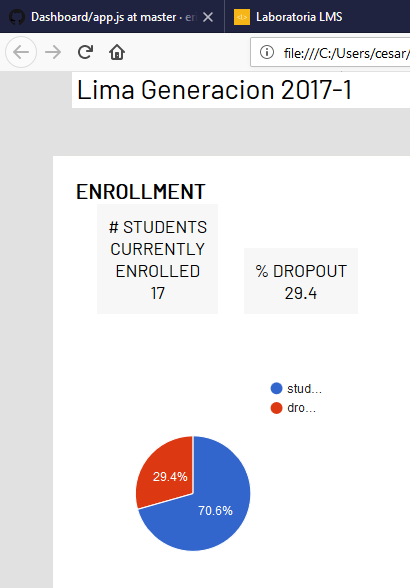 Dashboard/app.js at master · en
Laboratoria LMS
file:///C:/Users/cesar/
Lima Generacion 2017-1
ENROLLMENT
# STUDENTS
CURRENTLY
ENROLLED
17
% DROPOUT
29.4
stud...
dro...
29.4%
70.6%